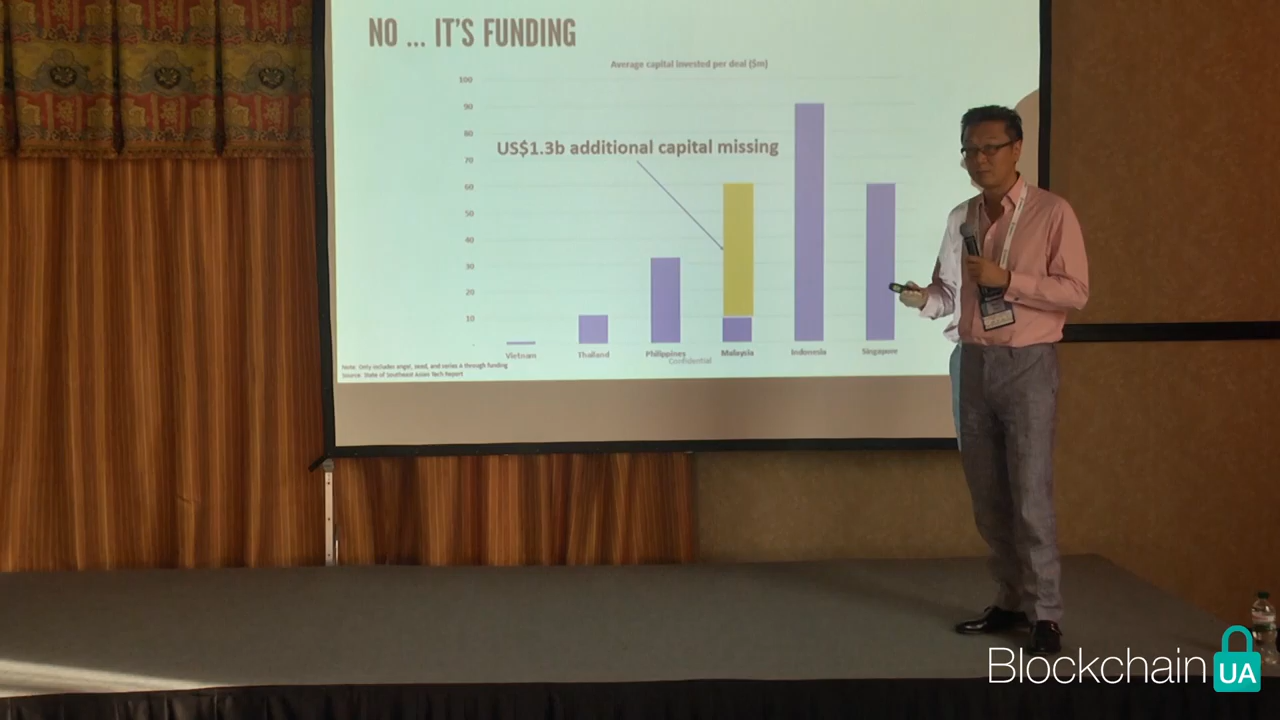 NO ... IT'S FUNDING
Average capital invested per deal ($m)
100
90
80
US$1.3b additional capital missing
70
60
50
40
30
20
10
-
Vietnam Thailand Philippines Malaysia Indonesia Singapore
Confidential
Note: Only includes angel, seed, and series A through funding
Source: State of Southeast Asian Tech Report
Blockchain UA